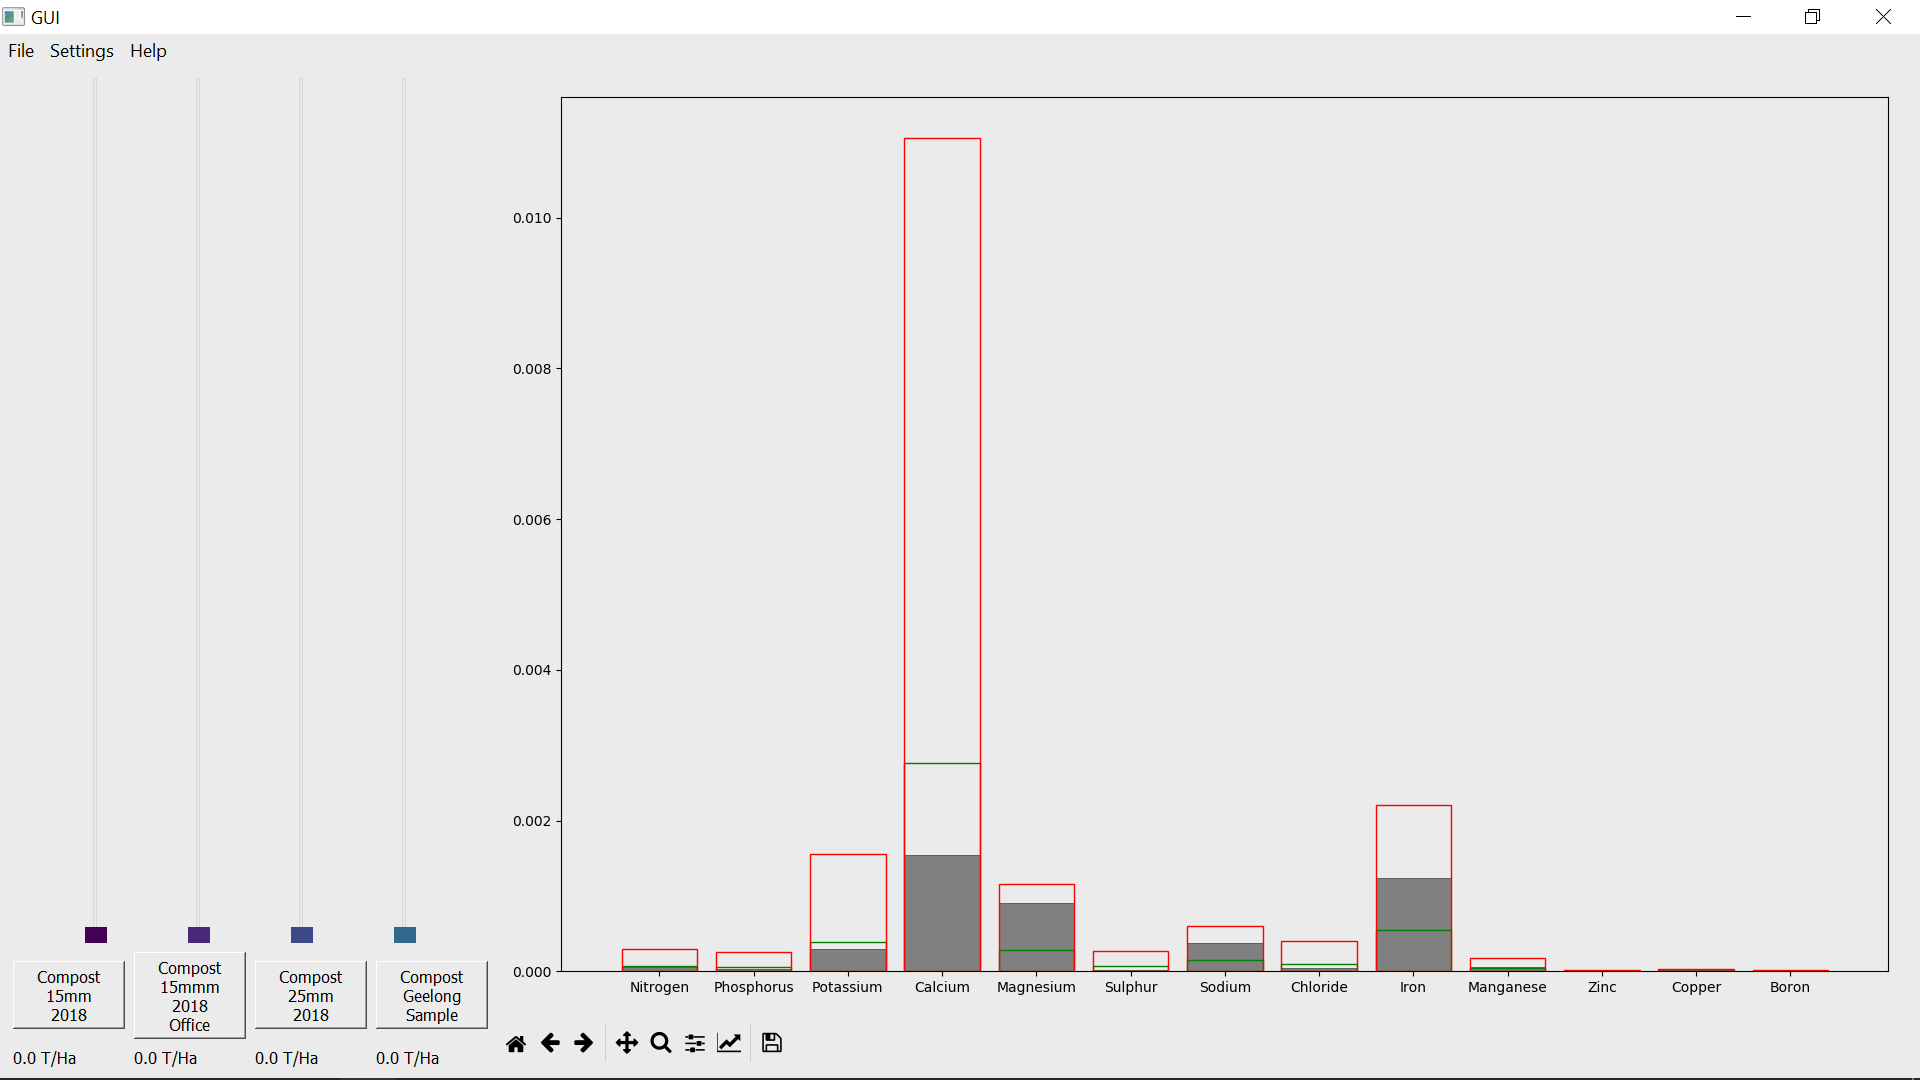 GUI
File Settings Help
0.010
0.008
0.006
0.004
0.002
0.000
Nitrogen Phosphorus Potassium Calcium Magnesium Sulphur Sodium Chloride Iron Manganese Zinc Copper Boron
Compost
15mm
2018
Compost
15mmm
2018
Office
Compost
25mm
2018
Compost
Geelong
Sample
0.0 T/Ha 0.0 T/Ha 0.0 T/Ha 0.0 T/Ha